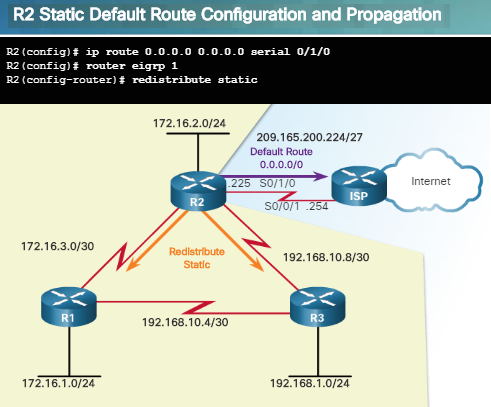 R2 Static Default Route Configuration and Propagation
R2(config)# ip route 0.0.0.0 0.0.0.0 serial 0/1/0
R2(config)# router eigrp 1
R2(config-router)# redistribute static
172.16.2.0/24
209.165.200.224/27
Default Route
0.0.0.0/0
.225 S0/1/0
Internet
R2
ISP
S0/0/1 .254
172.16.3.0/30
Redistribute
Static
192.168.10.8/30
R1
R3
192.168.10.4/30
172.16.1.0/24
192.168.1.0/24